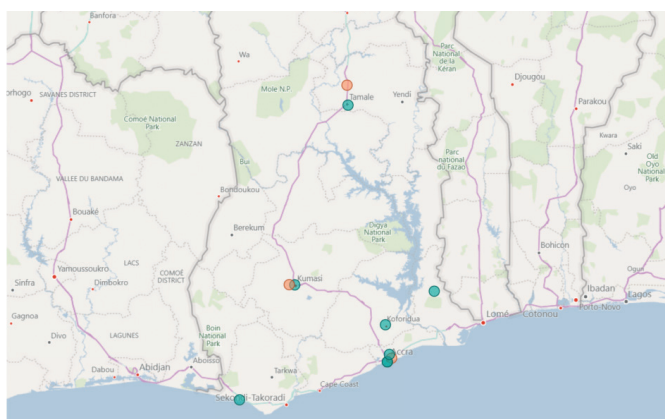 Banfora
Wa
Parc
National
de la
Kéran
Djougou
orhogo
SAVANES DISTRICT
Mole N.P.
Tamale
Yendi
Parakou
Comoé National
Park
ZANZAN
Bui
Kwara
Saki
Old
Oyo
National
Park
Parc
national
du Fazao
VALLEE DU BANDAMA
Bondoukou
Oyo
Bouaké
Berekum
Digya
National
Park
Bohicon
LACS
COMOÉ
DISTRICT
Yamoussoukro
Kumasi
Ogun
Sinfra
Dimbokro
Ibadan
Lagos
Porto-Novo
Cotonou
Lomé
Gagnoa
Divo
LAGUNES
Boin
National
Park
Koforidua
Accra
Abidjan
Aboisso
Dabou
Tarkwa
Cape Coast
Sekondi-Takoradi